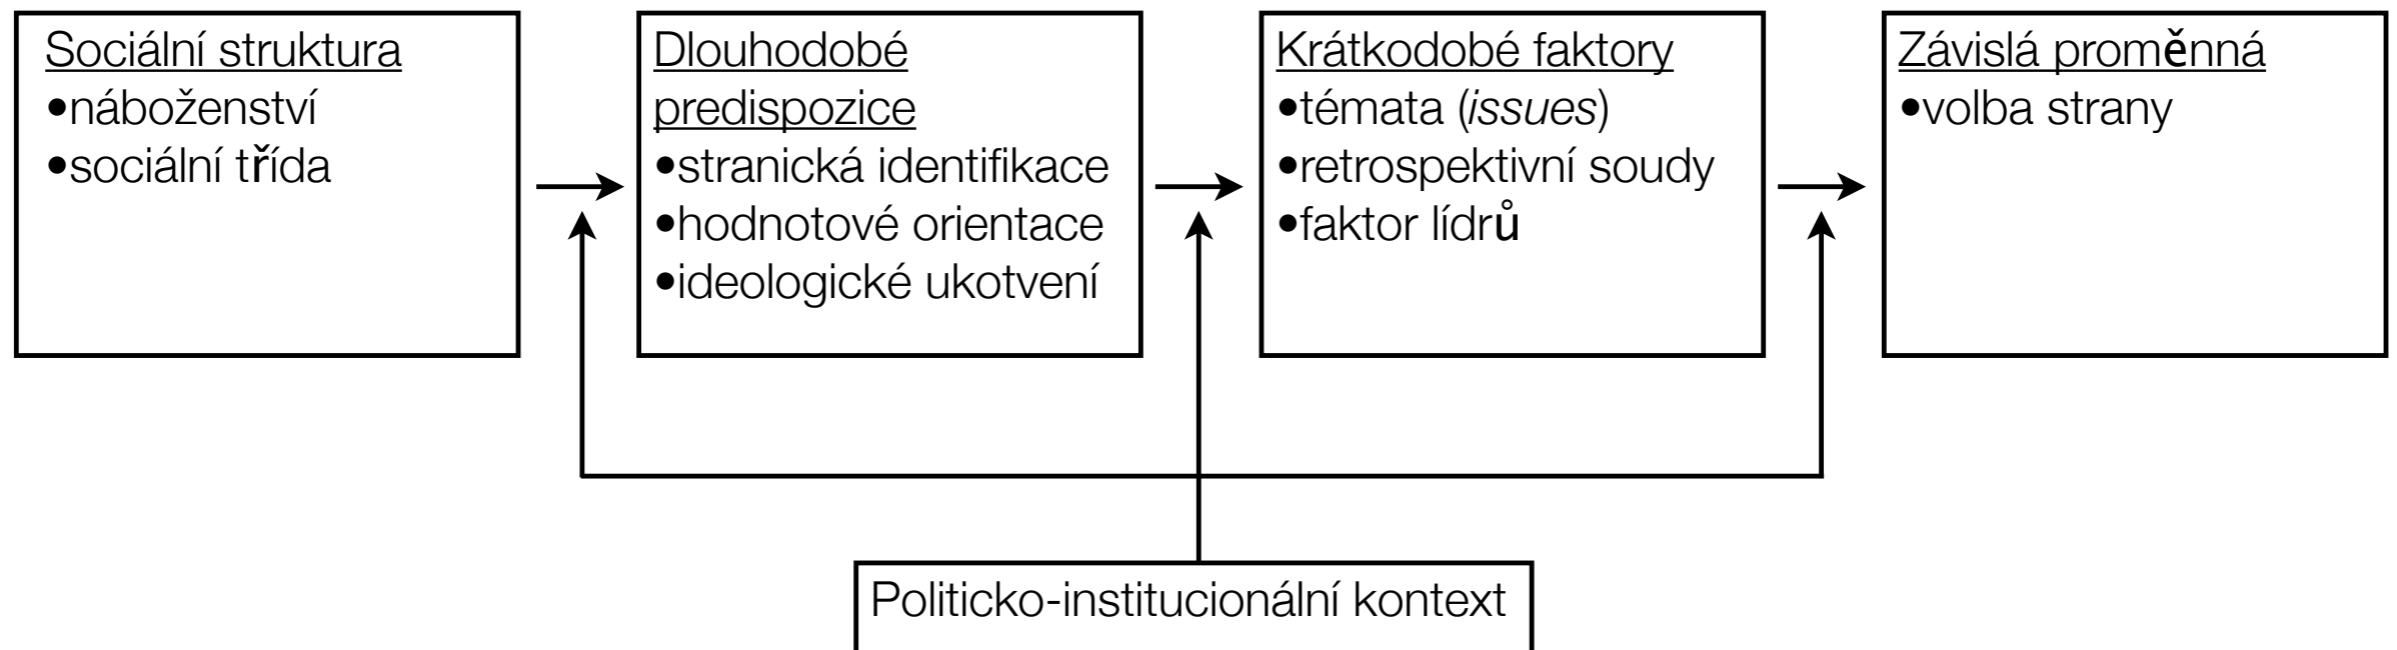 Sociální struktura
•náboženství
•sociální třída
Dlouhodobé
predispozice
•stranická identifikace
•hodnotové orientace
•ideologické ukotvení
Krátkodobé faktory
•témata (issues)
•retrospektivní soudy
•faktor lídrů
Závislá proměnná
•volba strany
Politicko-institucionální kontext